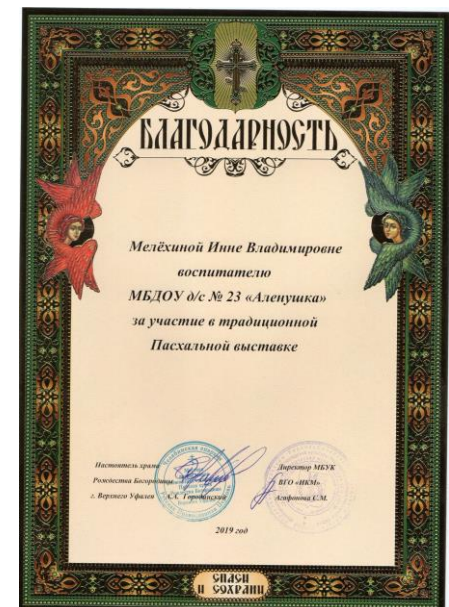 БЛАГОДАРНОСТЬ
Мелёхиной Инне Владимировне
воспитателю
МБДОУ д/с № 23 «Аленушка»
за участие в традиционной
Пасхальной выставке
Настоятель храма
Рождества Богородицы
г. Верхнего Уфалея
Директор МБУК
ВГО «ИКМ»
Агафонова С.М.
2019 год
СПАСИ
И СОХРАНИ